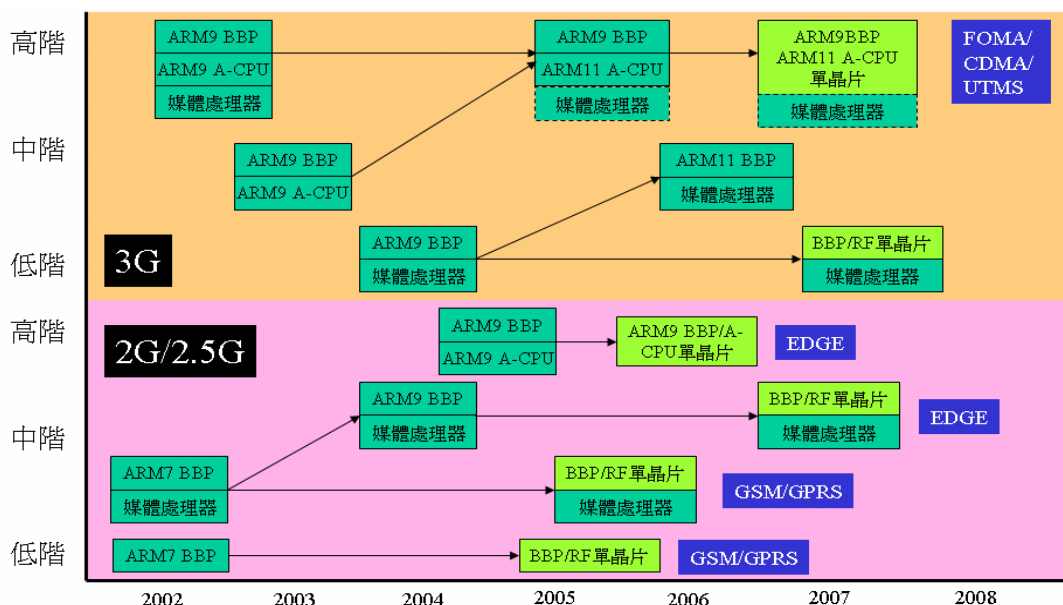 高階
ARM9 BBP
ARM9 A-CPU
媒體處理器
ARM9 BBP
ARM11 A-CPU
媒體處理器
ARM9BBP
ARM11 A-CPU
單晶片
媒體處理器
FOMA/
CDMA/
UTMS
中階
ARM9 BBP
ARM9 A-CPU
ARM11 BBP
媒體處理器
低階
3G
ARM9 BBP
媒體處理器
BBP/RF單晶片
媒體處理器
高階
2G/2.5G
ARM9 BBP
ARM9 A-CPU
ARM9 BBP/A-
CPU單晶片
EDGE
中階
ARM9 BBP
媒體處理器
BBP/RF單晶片
媒體處理器
EDGE
ARM7 BBP
媒體處理器
BBP/RF單晶片
媒體處理器
GSM/GPRS
低階
ARM7 BBP
BBP/RF單晶片
GSM/GPRS
2002 2003 2004 2005 2006 2007 2008